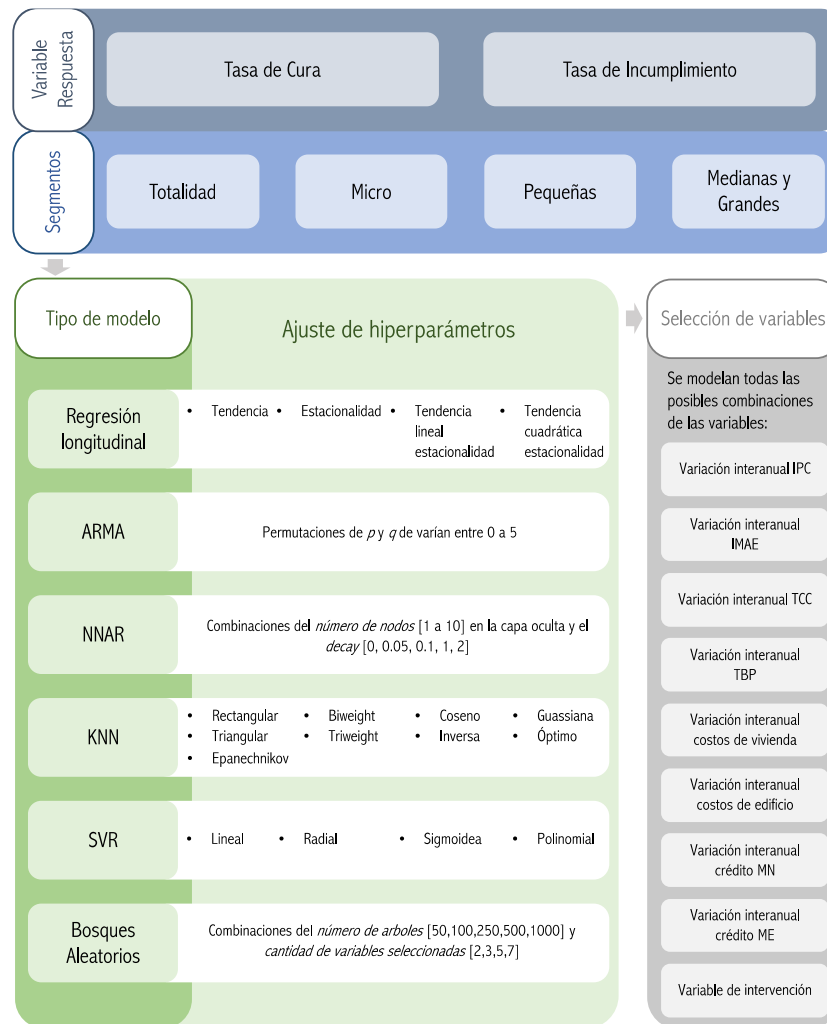 Variable
Respuesta
Tasa de Cura
Tasa de Incumplimiento
Segmentos
Totalidad
Micro
Pequeñas
Medianas y
Grandes
Tipo de modelo
Ajuste de hiperparámetros
Selección de variables
Se modelan todas las
posibles combinaciones
de las variables:
Regresión
longitudinal
• Tendencia
• Estacionalidad
• Tendencia
lineal
estacionalidad
• Tendencia
cuadrática
estacionalidad
ARMA
Permutaciones de p y q de varían entre 0 a 5
NNAR
Combinaciones del número de nodos [1 a 10] en la capa oculta y el
decay [0, 0.05, 0.1, 1, 2]
KNN
• Rectangular • Biweight • Coseno • Guassiana
• Triangular • Triweight • Inversa • Óptimo
• Epanechnikov
SVR
• Lineal • Radial • Sigmoidea • Polinomial
Bosques
Aleatorios
Combinaciones del número de arboles [50,100,250,500,1000] y
cantidad de variables seleccionadas [2,3,5,7]
Variación interanual IPC
Variación interanual
IMAE
Variación interanual TCC
Variación interanual
TBP
Variación interanual
costos de vivienda
Variación interanual
costos de edificio
Variación interanual
crédito MN
Variación interanual
crédito ME
Variable de intervención